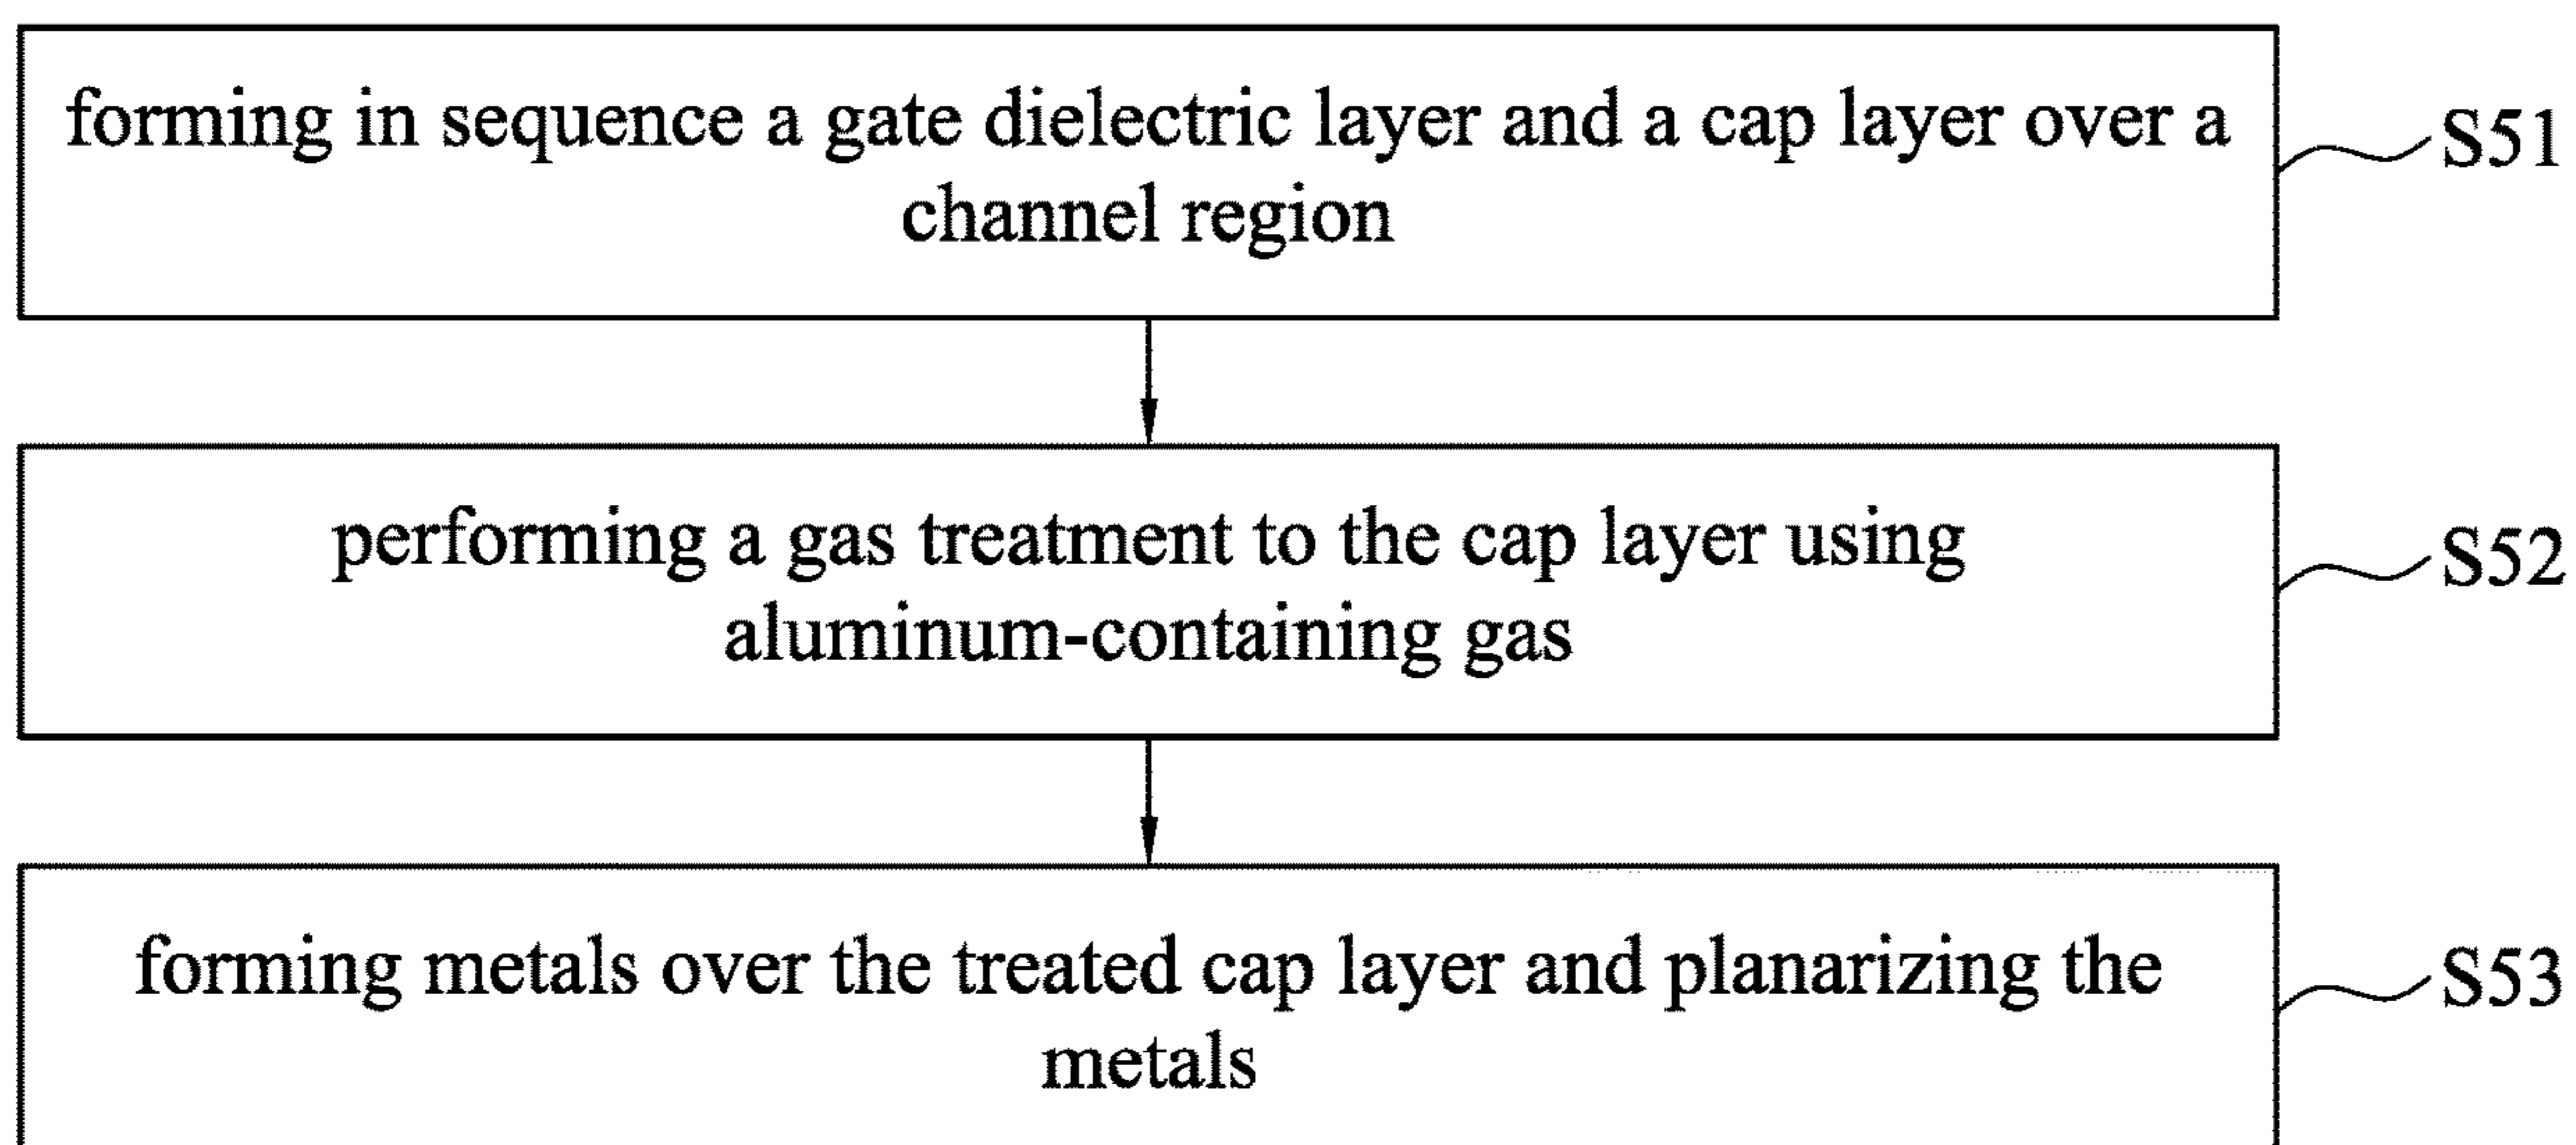 forming in sequence a gate dielectric layer and a cap layer over a
channel region
S51
performing a gas treatment to the cap layer using
aluminum-containing gas
S52
forming metals over the treated cap layer and planarizing the
metals
S53